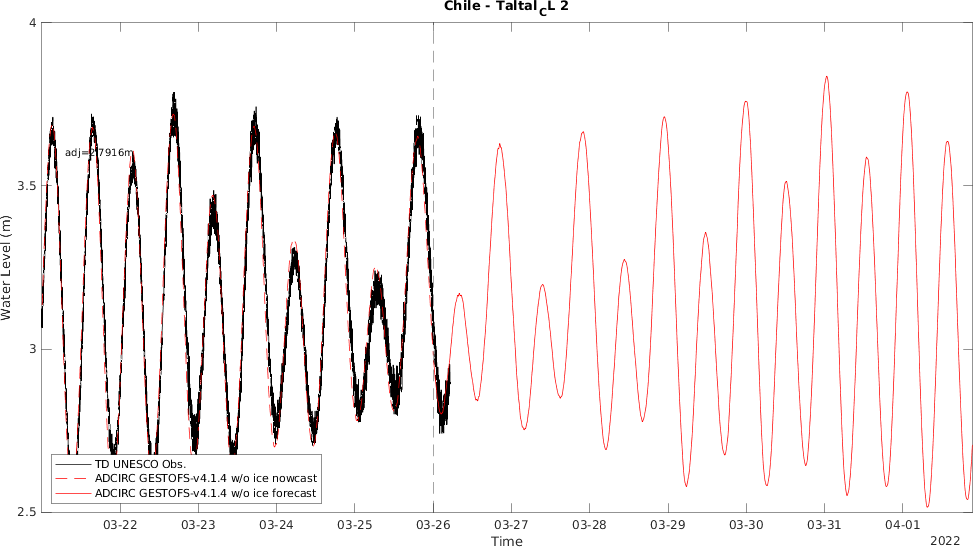 Chile - Taltal_CL 2
4
3.5
3
2.5
Water Level (m)
adj=2.7916m
TD UNESCO Obs.
ADCIRC GESTOFS-v4.1.4 w/o ice nowcast
ADCIRC GESTOFS-v4.1.4 w/o ice forecast
03-22 03-23 03-24 03-25 03-26 03-27 03-28 03-29 03-30 03-31 04-01
Time
2022